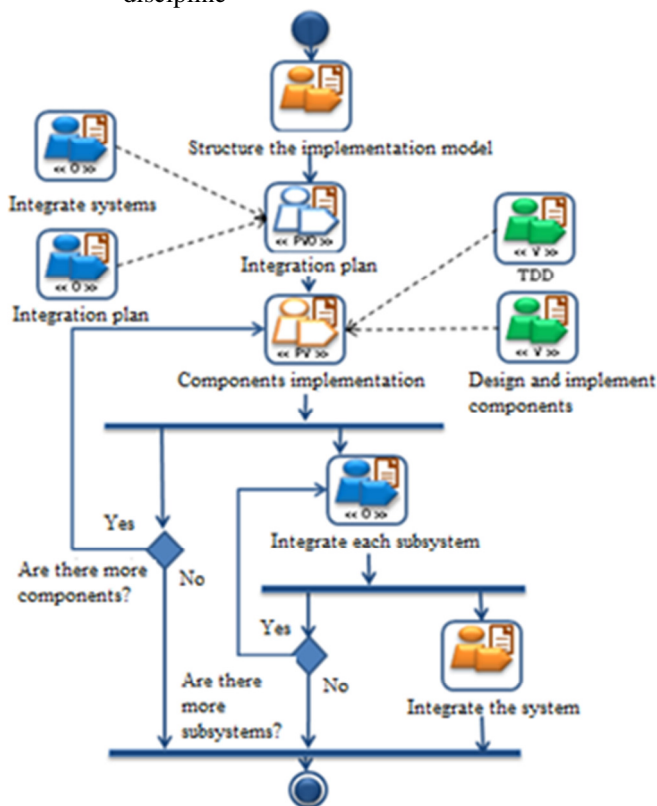 discipline
Structure the implementation model
<< O >>
Integrate systems
<< PVO >>
Integration plan
<< O >>
Integration plan
<< V >>
TDD
<< PV >>
Components implementation
<< V >>
Design and implement
components
<< O >>
Integrate each subsystem
Yes
Are there more
components?
No
Yes
Are there
more
subsystems?
No
Integrate the system